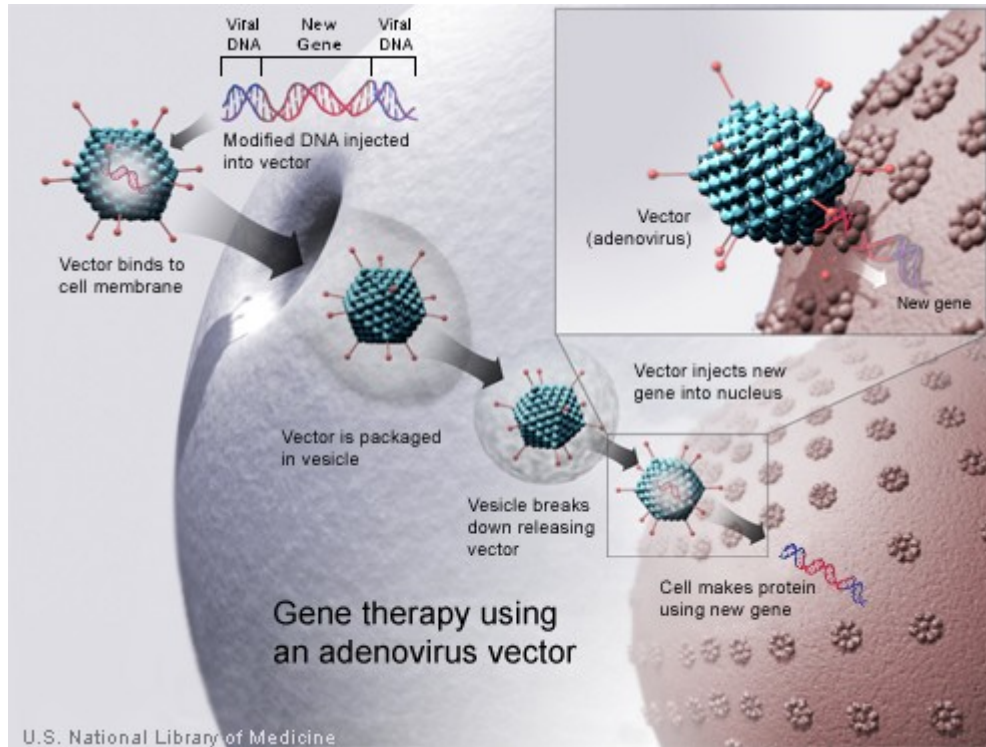 Viral DNA
New Gene
Viral DNA
Modified DNA injected
into vector
Vector binds to
cell membrane
Vector is packaged
in vesicle
Vesicle breaks
down releasing
vector
Vector
(adenovirus)
New gene
Vector injects new
gene into nucleus
Cell makes protein
using new gene
Gene therapy using
an adenovirus vector
U.S. National Library of Medicine